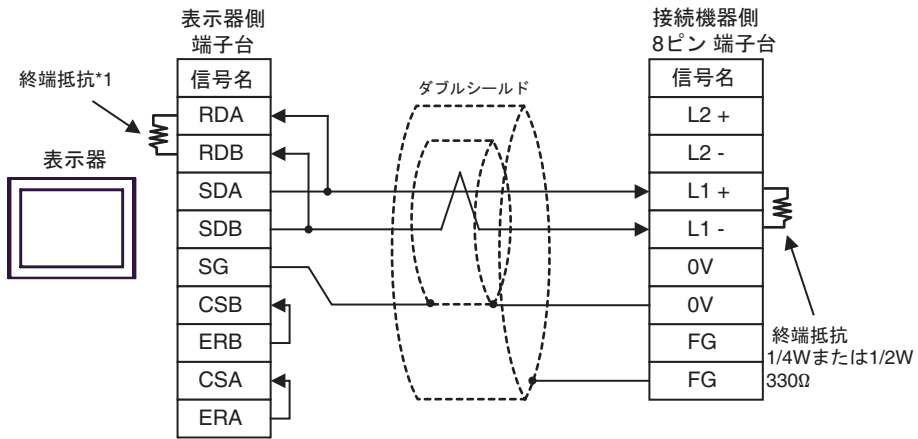 表示器側
端子台
終端抵抗*1
表示器
信号名
RDA
RDB
SDA
SDB
SG
CSB
ERB
CSA
ERA
ダブルシールド
接続機器側
8ピン 端子台
信号名
L2 +
L2 -
L1 +
L1 -
0V
0V
FG
FG
終端抵抗
1/4Wまたは1/2W
330Ω